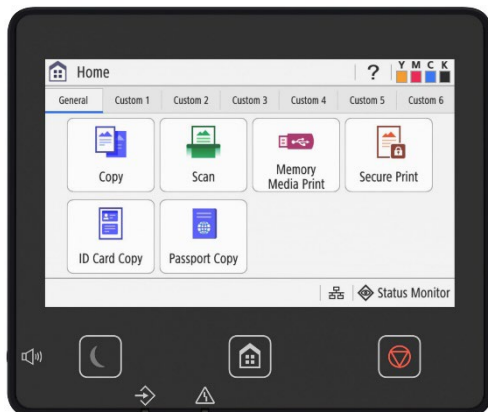 Home
? Y M C K
General Custom 1 Custom 2 Custom 3 Custom 4 Custom 5 Custom 6
Copy
Scan
Memory
Media Print
Secure Print
ID Card Copy
Passport Copy
Status Monitor